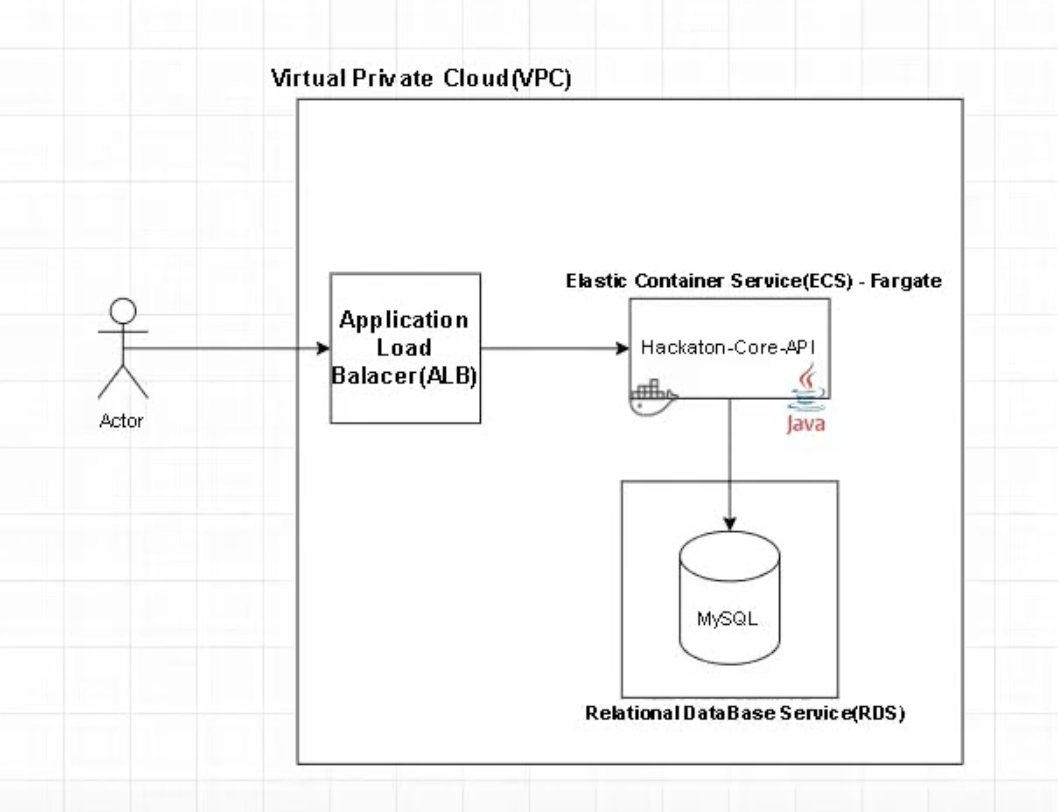 Virtual Private Cloud(VPC)
Elastic Container Service(ECS) - Fargate
Application
Load
Balacer(ALB)
Hackaton-Core-API
Java
Actor
MySQL
Relational DataBase Service(RDS)